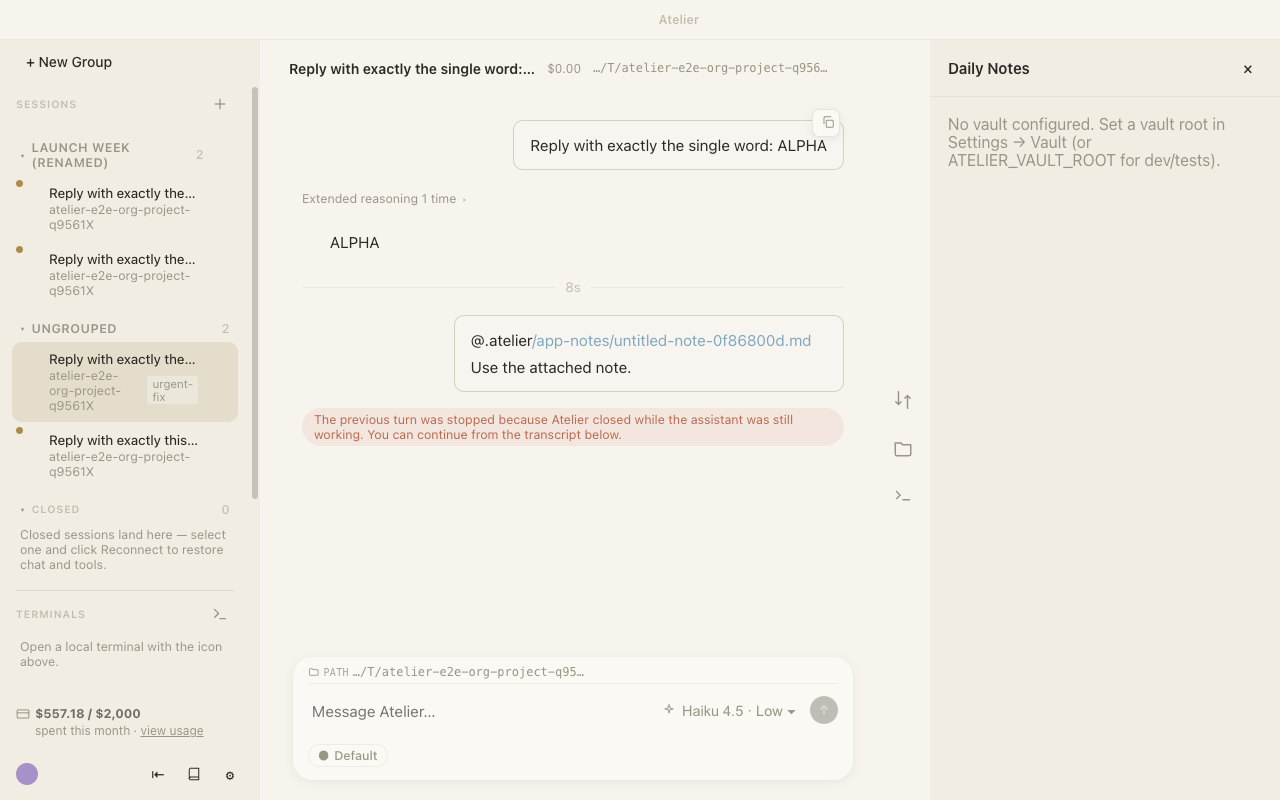 Atelier
+ New Group
SESSIONS
LAUNCH WEEK
(RENAMED)
2
Reply with exactly the...
atelier-e2e-org-project-
q9561X
Reply with exactly the...
atelier-e2e-org-project-
q9561X
UNGROUPED
2
Reply with exactly the...
atelier-e2e-
org-project-
q9561X
urgent-
fix
Reply with exactly this...
atelier-e2e-org-project-
q9561X
CLOSED
0
Closed sessions land here — select
one and click Reconnect to restore
chat and tools.
TERMINALS
Open a local terminal with the icon
above.
$557.18 / $2,000
spent this month · view usage
Reply with exactly the single word:... $0.00 …/T/atelier-e2e-org-project-q956…
Reply with exactly the single word: ALPHA
Extended reasoning 1 time
ALPHA
8s
@.atelier/app-notes/untitled-note-0f86800d.md
Use the attached note.
The previous turn was stopped because Atelier closed while the assistant was still
working. You can continue from the transcript below.
PATH …/T/atelier-e2e-org-project-q95…
Message Atelier...
Haiku 4.5 · Low
Default
Daily Notes
×
No vault configured. Set a vault root in
Settings → Vault (or
ATELIER_VAULT_ROOT for dev/tests).